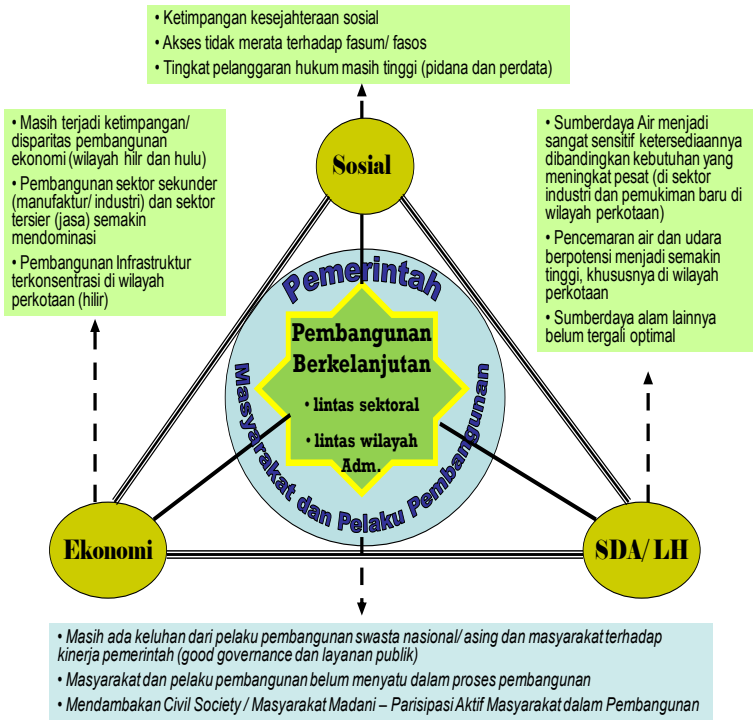 • Ketimpangan kesejahteraan sosial
• Akses tidak merata terhadap fasum/ fasos
• Tingkat pelanggaran hukum masih tinggi (pidana dan perdata)
• Masih terjadi ketimpangan/
disparitas pembangunan
ekonomi (wilayah hilr dan hulu)
• Pembangunan sektor sekunder
(manufaktur/ industri) dan sektor
tersier (jasa) semakin
mendominasi
• Pembangunan Infrastruktur
terkonsentrasi di wilayah
perkotaan (hilir)
Sosial
• Sumberdaya Air menjadi
sangat sensitif ketersediaannya
dibandingkan kebutuhan yang
meningkat pesat (di sektor
industri dan pemukiman baru di
wilayah perkotaan)
• Pencemaran air dan udara
berpotensi menjadi semakin
tinggi, khususnya di wilayah
perkotaan
• Sumberdaya alam lainnya
belum tergali optimal
Pemerintah
Pembangunan
Berkelanjutan
• lintas sektoral
• lintas wilayah
Adm.
Masyarakat dan Pelaku Pembangunan
Ekonomi
SDA/ LH
• Masih ada keluhan dari pelaku pembangunan swasta nasional/ asing dan masyarakat terhadap
kinerja pemerintah (good governance dan layanan publik)
• Masyarakat dan pelaku pembangunan belum menyatu dalam proses pembangunan
• Mendambakan Civil Society / Masyarakat Madani – Parisipasi Aktif Masyarakat dalam Pembangunan